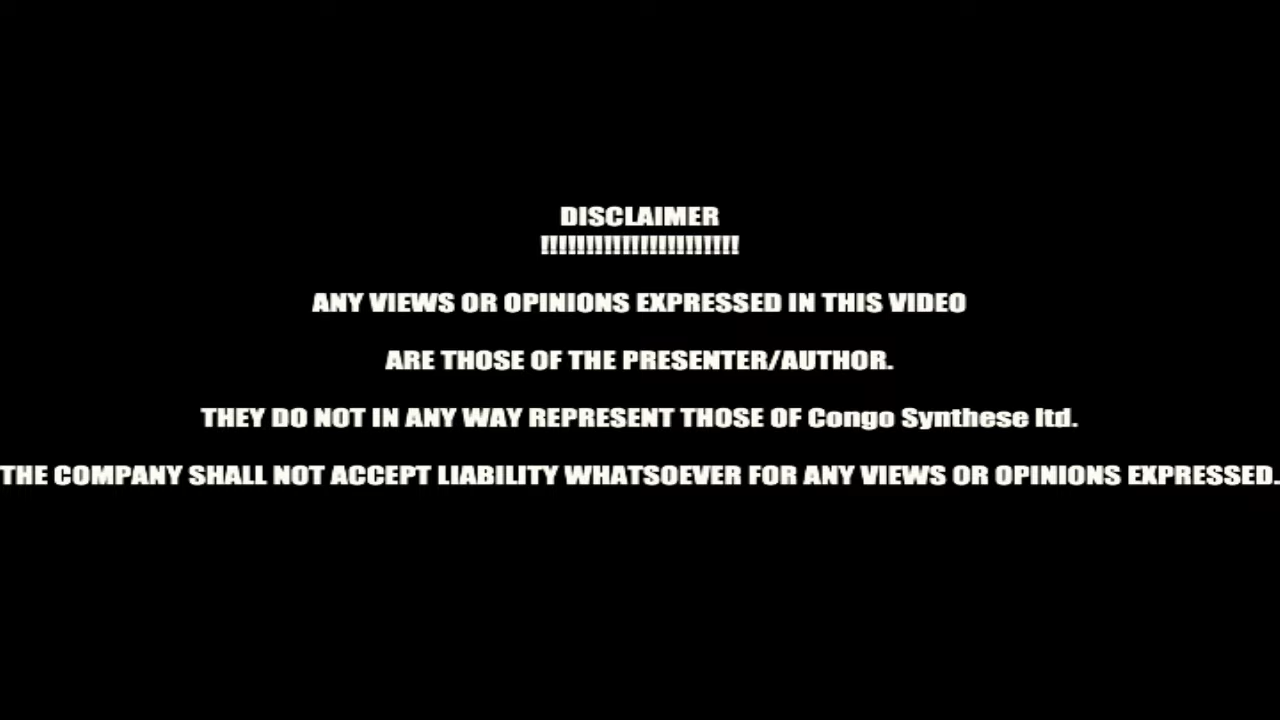 DISCLAIMER
!!!!!!!!!!!!!!!!!!!!!!
ANY VIEWS OR OPINIONS EXPRESSED IN THIS VIDEO
ARE THOSE OF THE PRESENTER/AUTHOR.
THEY DO NOT IN ANY WAY REPRESENT THOSE OF Congo Synthese ltd.
THE COMPANY SHALL NOT ACCEPT LIABILITY WHATSOEVER FOR ANY VIEWS OR OPINIONS EXPRESSED.